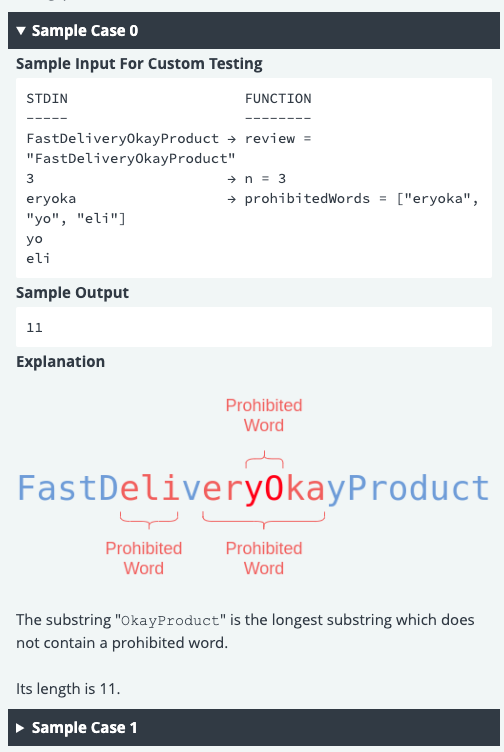 ▼ Sample Case 0
Sample Input For Custom Testing
STDIN FUNCTION
----- --------
FastDeliveryOkayProduct → review =
"FastDeliveryOkayProduct"
3 → n = 3
eryoka → prohibitedWords = ["eryoka",
"yo", "eli"]
yo
eli
Sample Output
11
Explanation
Prohibited
Word
FastDeliveryOkayProduct
Prohibited Prohibited
Word Word
The substring "OkayProduct" is the longest substring which does
not contain a prohibited word.
Its length is 11.
▶ Sample Case 1